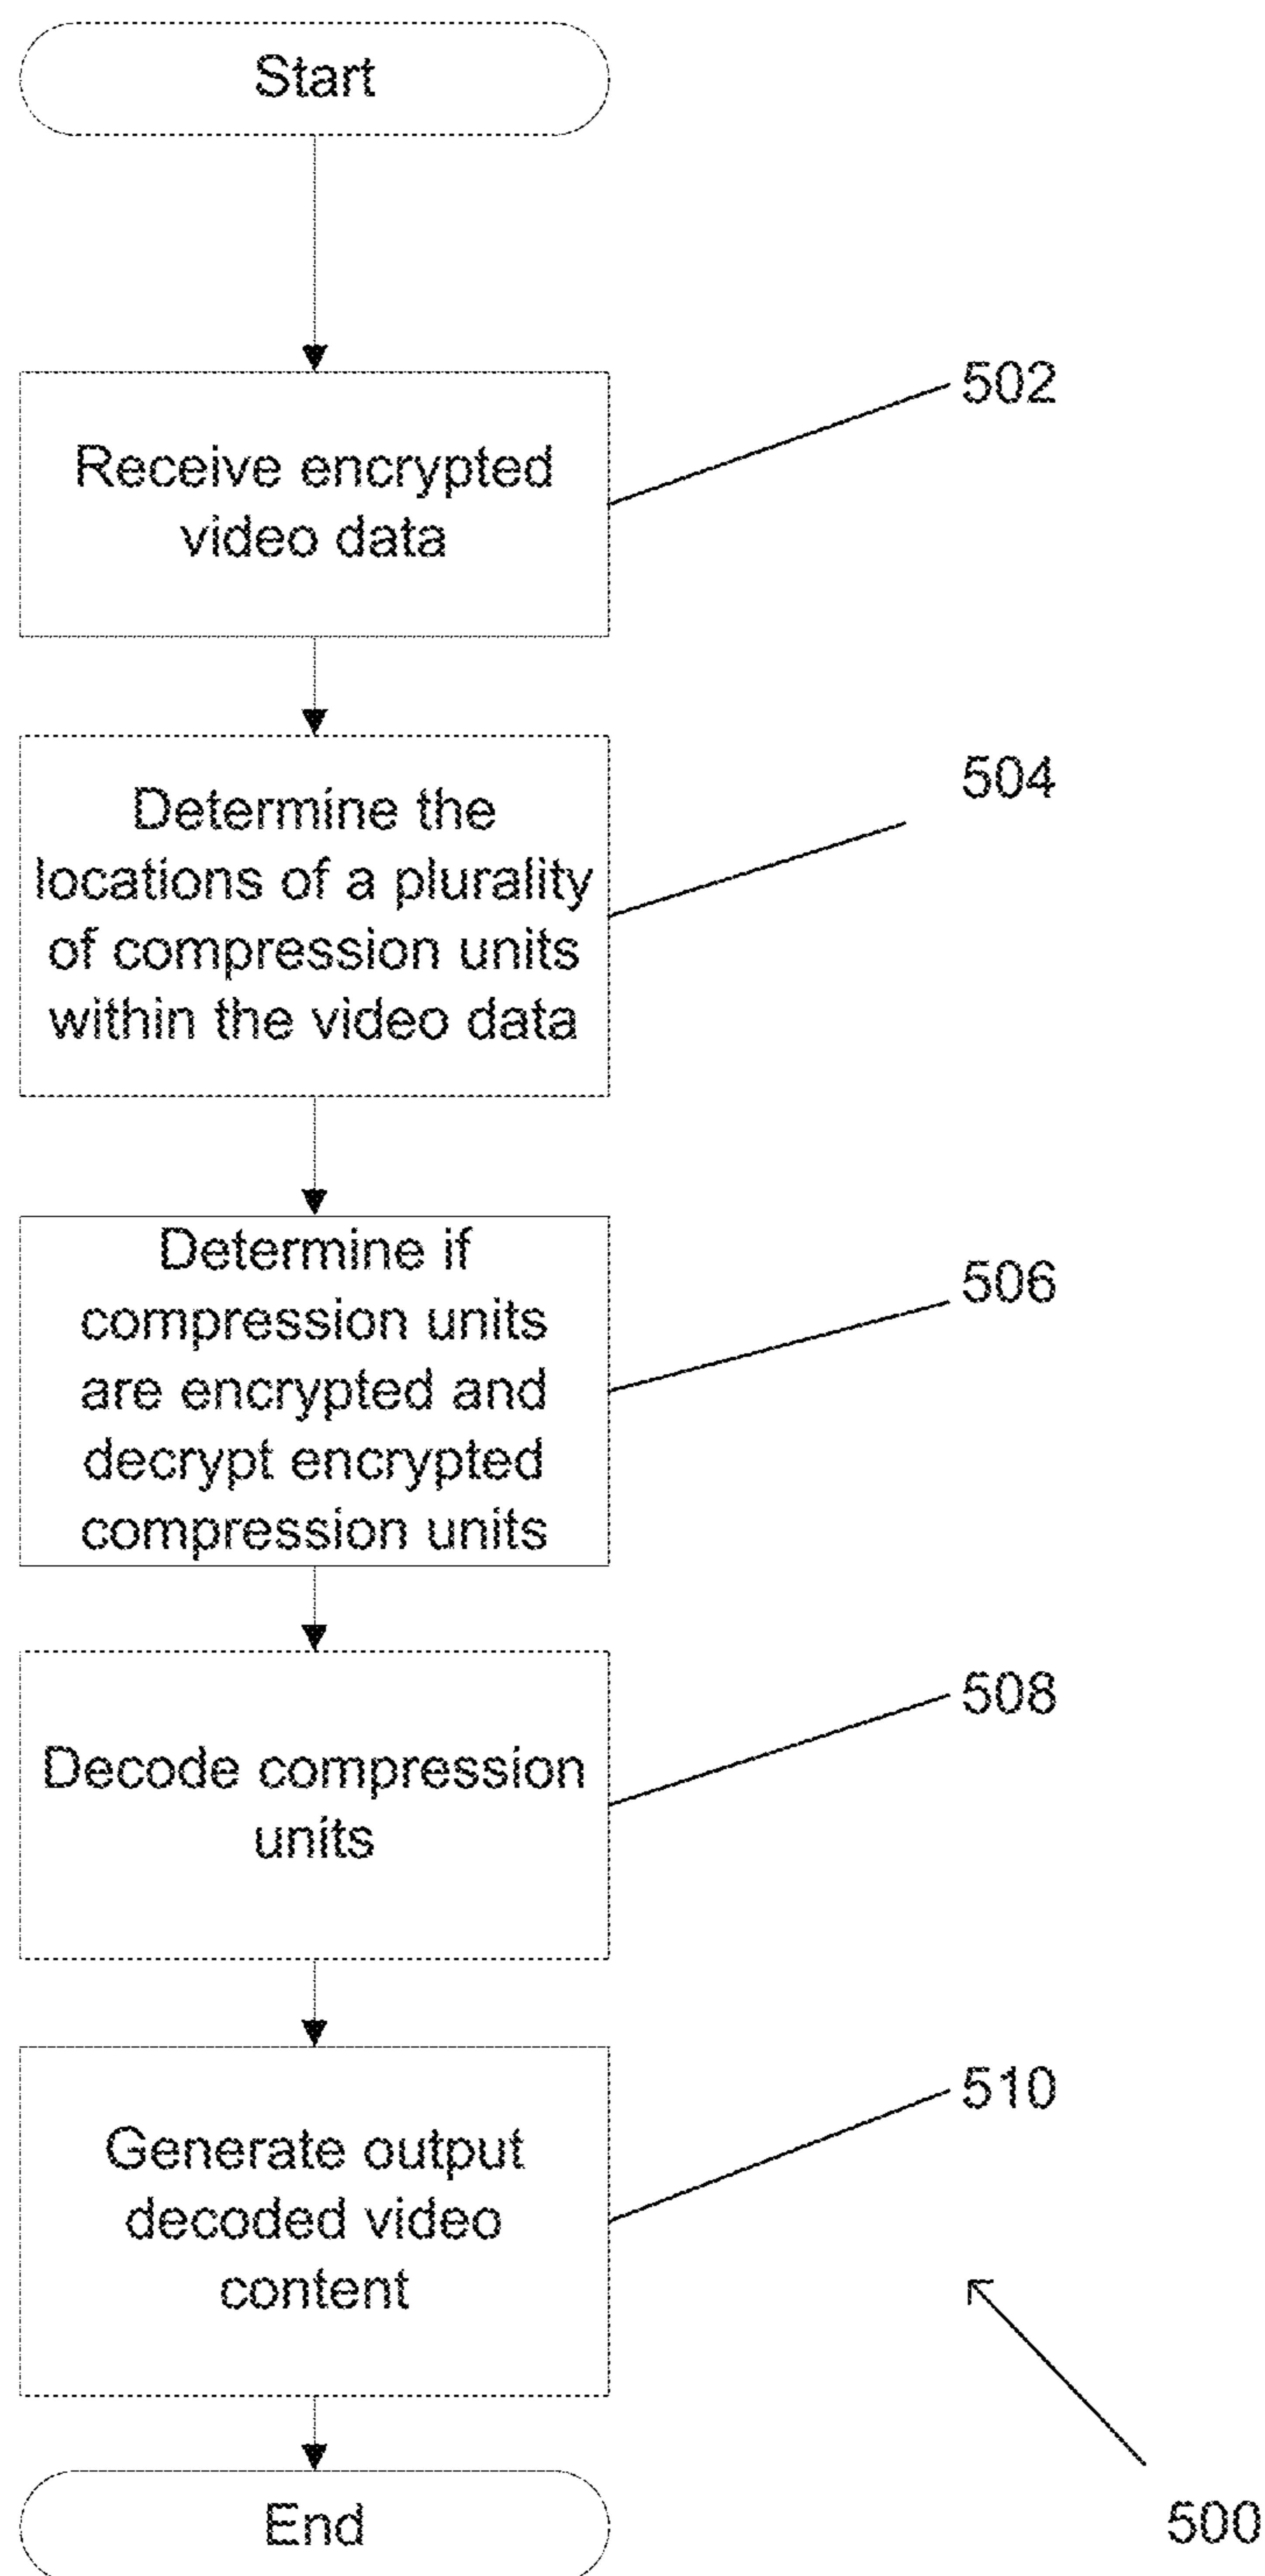 Start
502
Receive encrypted
video data
504
Determine the
locations of a plurality
of compression units
within the video data
506
Determine if
compression units
are encrypted and
decrypt encrypted
compression units
508
Decode compression
units
510
Generate output
decoded video
content
End
500